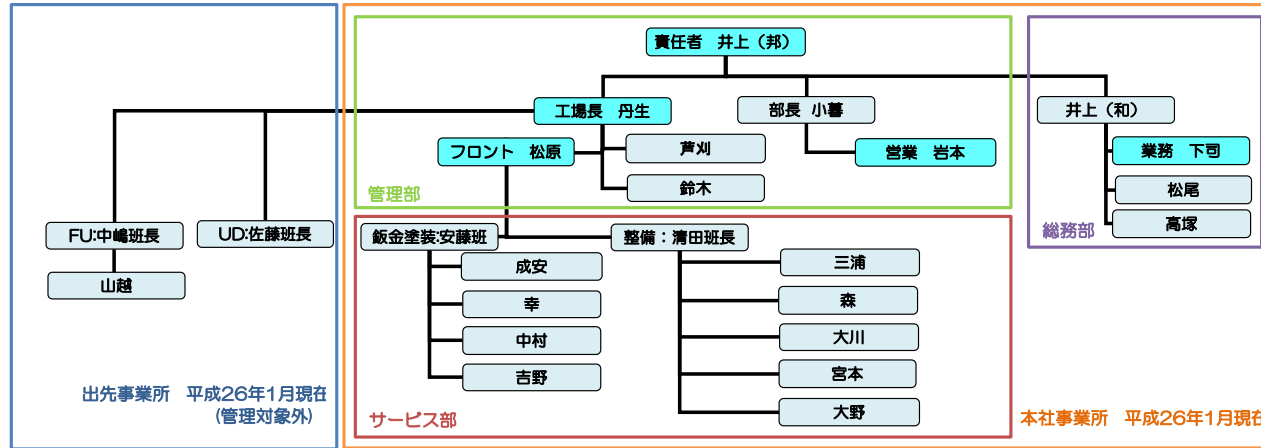 責任者　井上（邦）
工場長　丹生
部長 小暮
井上（和）
フロント　松原
芦刈
営業　岩本
業務　下司
鈴木
松尾
管理部
高塚
総務部
FU:中嶋班長
UD:佐藤班長
鈑金塗装:安藤班
整備：清田班長
山越
成安
三浦
幸
森
中村
大川
吉野
宮本
大野
出先事業所　平成26年1月現在
(管理対象外)
サービス部
本社事業所　平成26年1月現在